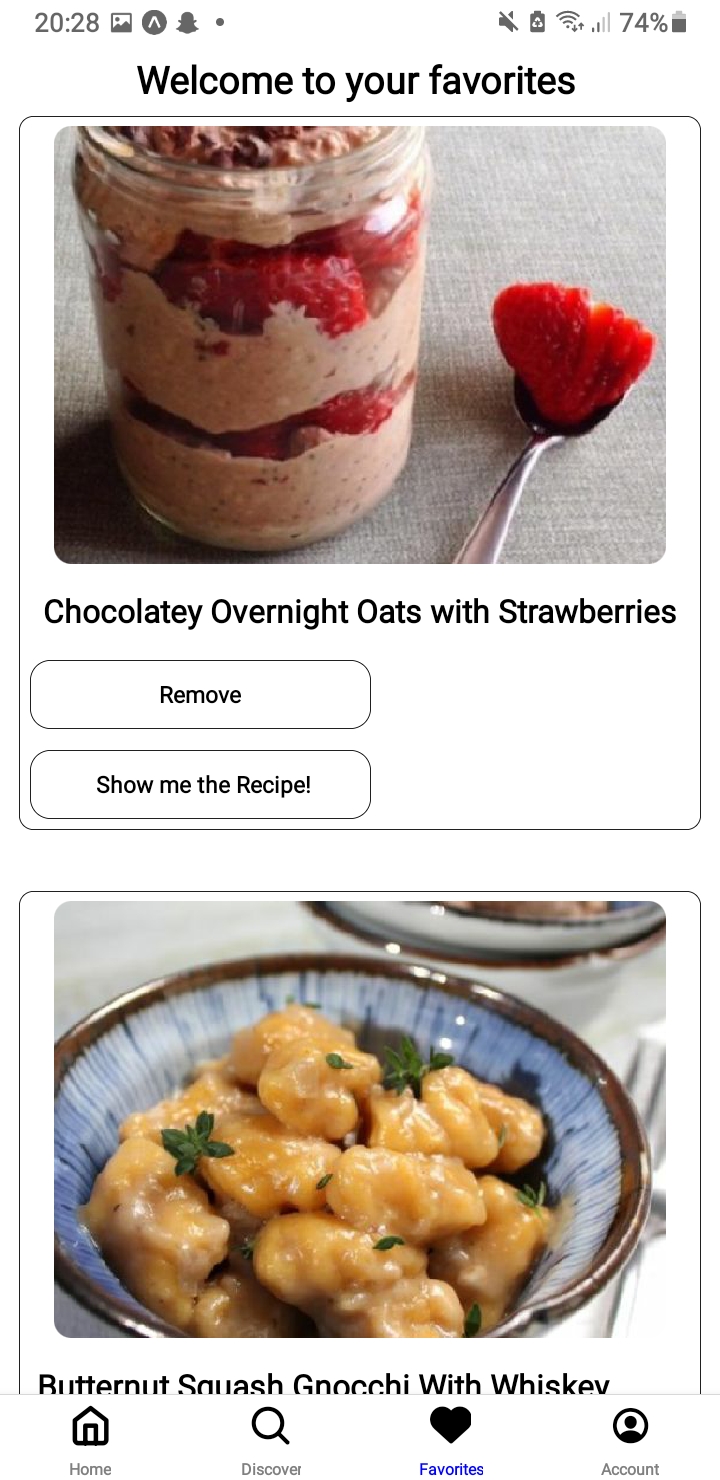 20:28
74%
Welcome to your favorites
Chocolatey Overnight Oats with Strawberries
Remove
Show me the Recipe!
Butternut Squash Gnocchi With Whiskey
Home
Discover
Favorites
Account